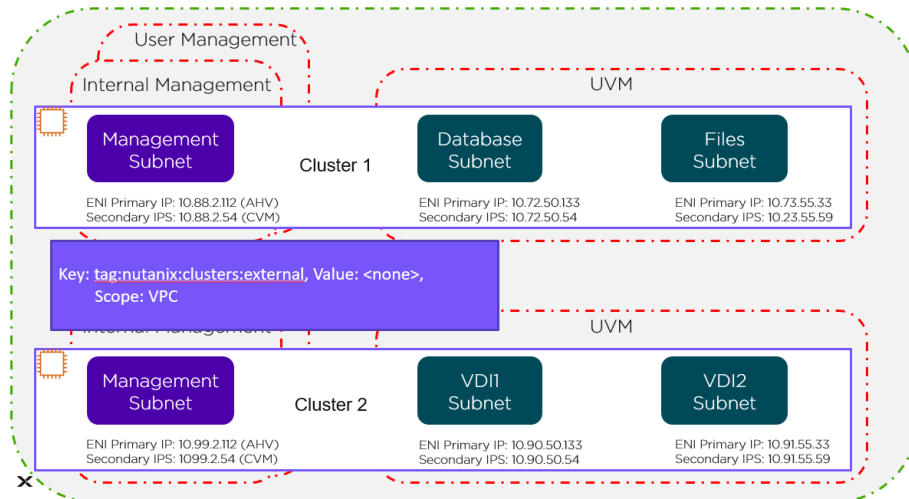 User Management
Internal Management
UVM
Management
Subnet
Cluster 1
Database
Subnet
Files
Subnet
ENI Primary IP: 10.88.2.112 (AHV)
Secondary IPS: 10.88.2.54 (CVM)
ENI Primary IP: 10.72.50.133
Secondary IPS: 10.72.50.54
ENI Primary IP: 10.73.55.33
Secondary IPS: 10.23.55.59
Key: tag:nutanix:clusters:external, Value: <none>,
Scope: VPC
Internal Management
UVM
Management
Subnet
Cluster 2
VDI1
Subnet
VDI2
Subnet
ENI Primary IP: 10.99.2.112 (AHV)
Secondary IPS: 1099.2.54 (CVM)
ENI Primary IP: 10.90.50.133
Secondary IPS: 10.90.50.54
ENI Primary IP: 10.91.55.33
Secondary IPS: 10.91.55.59
x